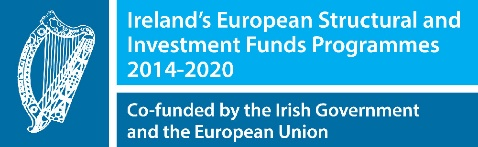 Ireland's European Structural and
Investment Funds Programmes
2014-2020
Co-funded by the Irish Government
and the European Union